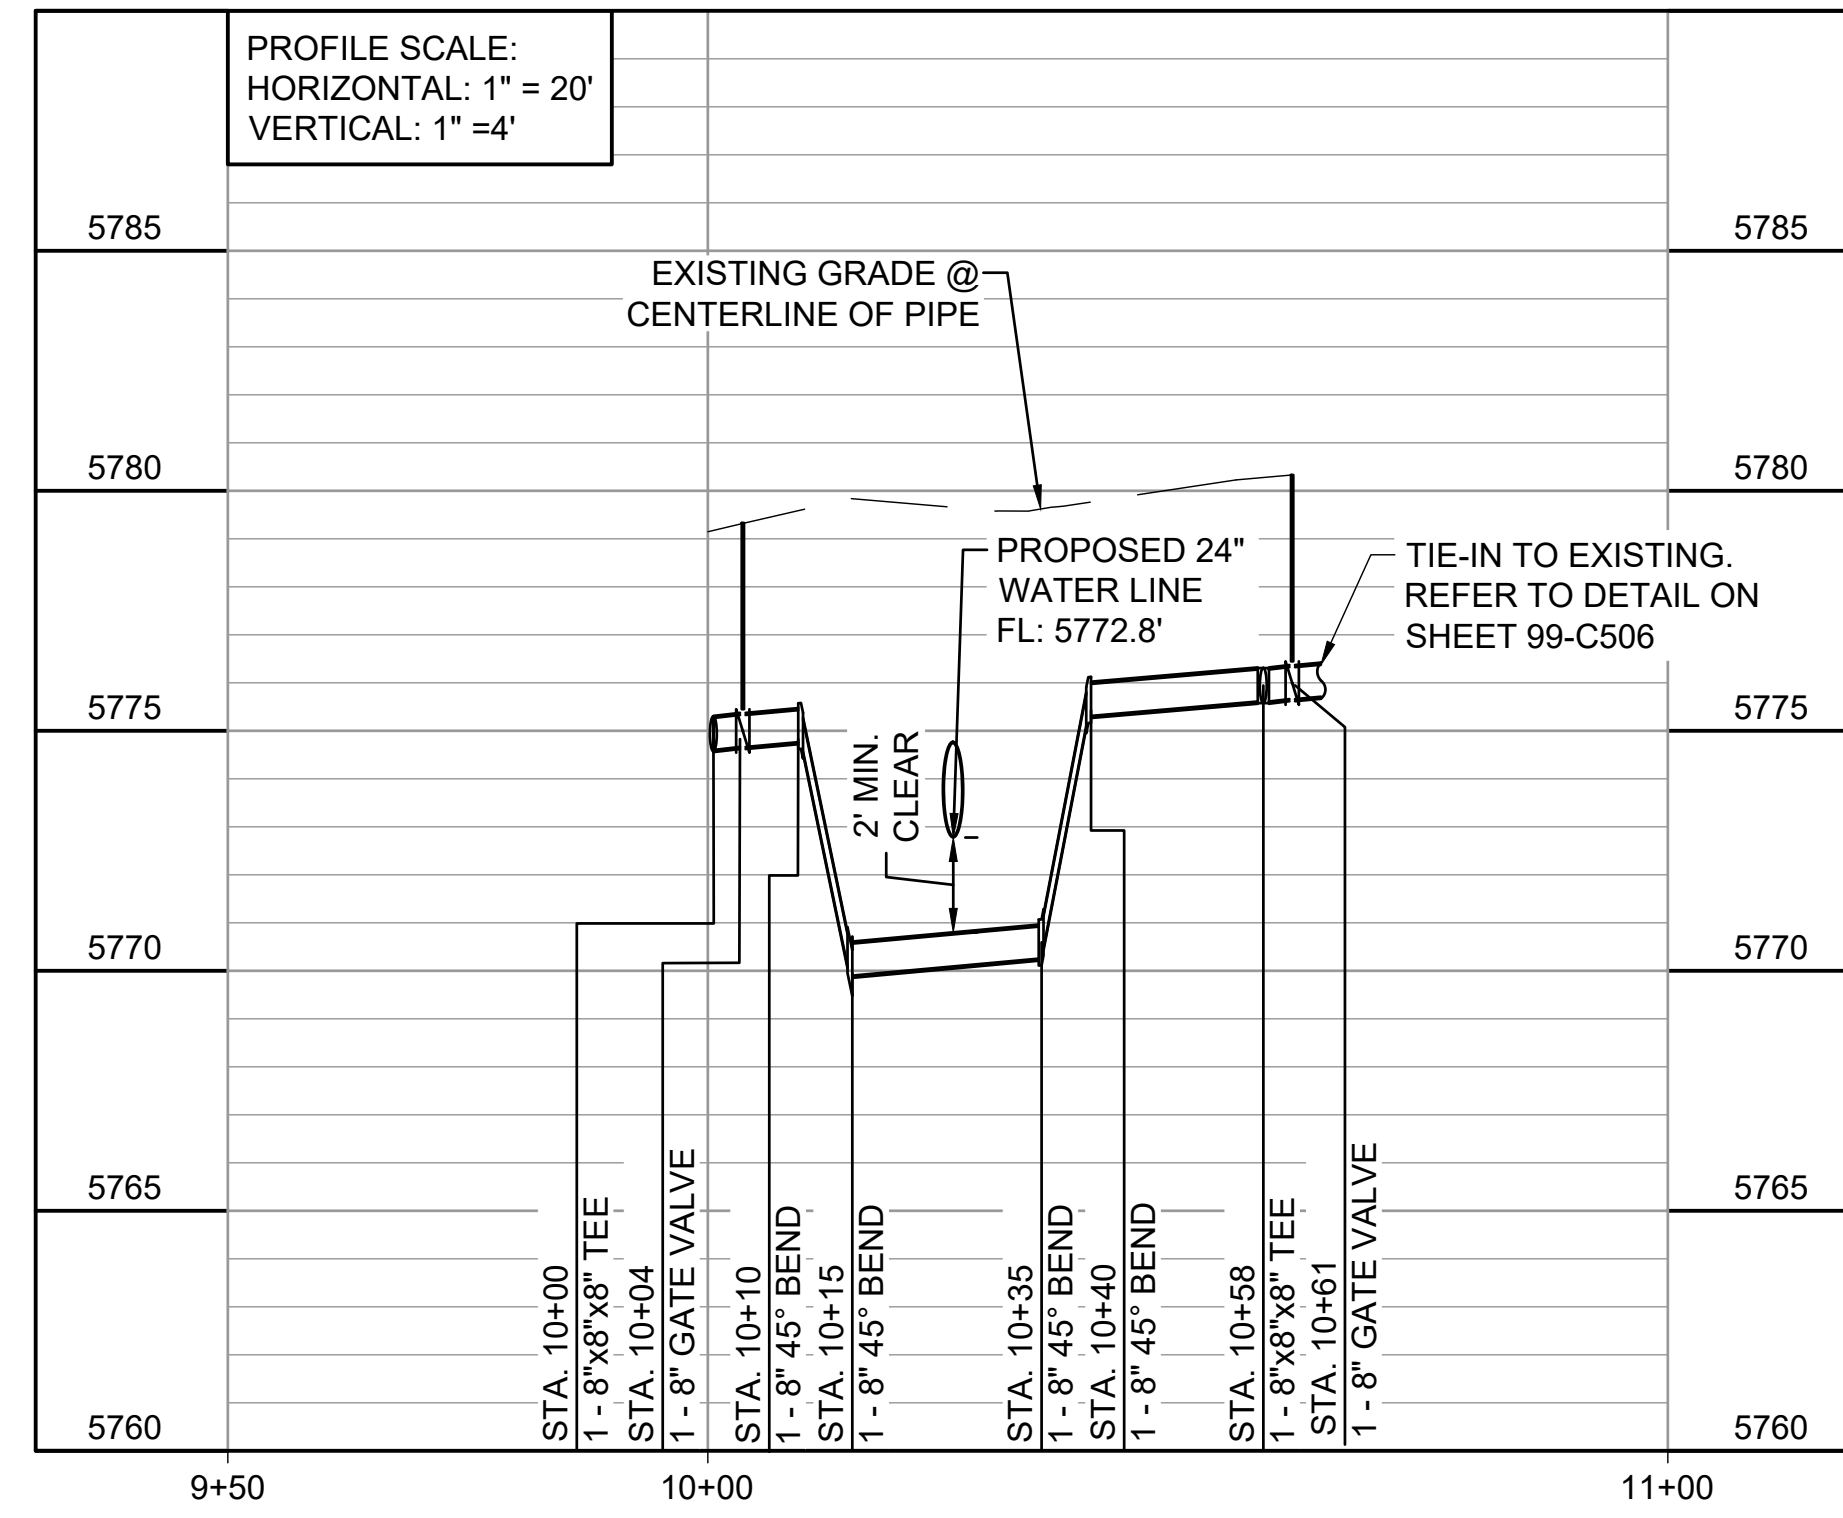 PROFILE SCALE:
HORIZONTAL: 1" = 20'
VERTICAL: 1" =4'
5785
5785
EXISTING GRADE @
CENTERLINE OF PIPE
5780
5780
PROPOSED 24"
WATER LINE
FL: 5772.8'
TIE-IN TO EXISTING.
REFER TO DETAIL ON
SHEET 99-C506
5775
5775
2' MIN.
CLEAR
5770
5770
5765
5765
STA. 10+00
1 - 8"x8"x8" TEE
STA. 10+04
1 - 8" GATE VALVE
STA. 10+10
1 - 8" 45° BEND
STA. 10+15
1 - 8" 45° BEND
STA. 10+35
1 - 8" 45° BEND
STA. 10+40
1 - 8" 45° BEND
STA. 10+58
1 - 8"x8"x8" TEE
STA. 10+61
1 - 8" GATE VALVE
5760
5760
9+50
10+00
11+00